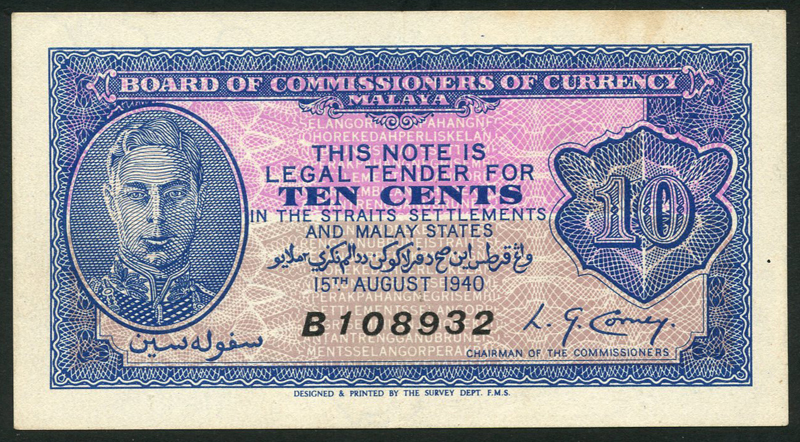 BOARD OF COMMISSIONERS OF CURRENCY
MALAYA
THIS NOTE IS
LEGAL TENDER FOR
TEN CENTS
IN THE STRAITS SETTLEMENTS
AND MALAY STATES
15TH AUGUST 1940
B108932
10
L. G. Corney.
CHAIRMAN OF THE COMMISSIONERS
سفوله سين
DESIGNED & PRINTED BY THE SURVEY DEPT. F.M.S.